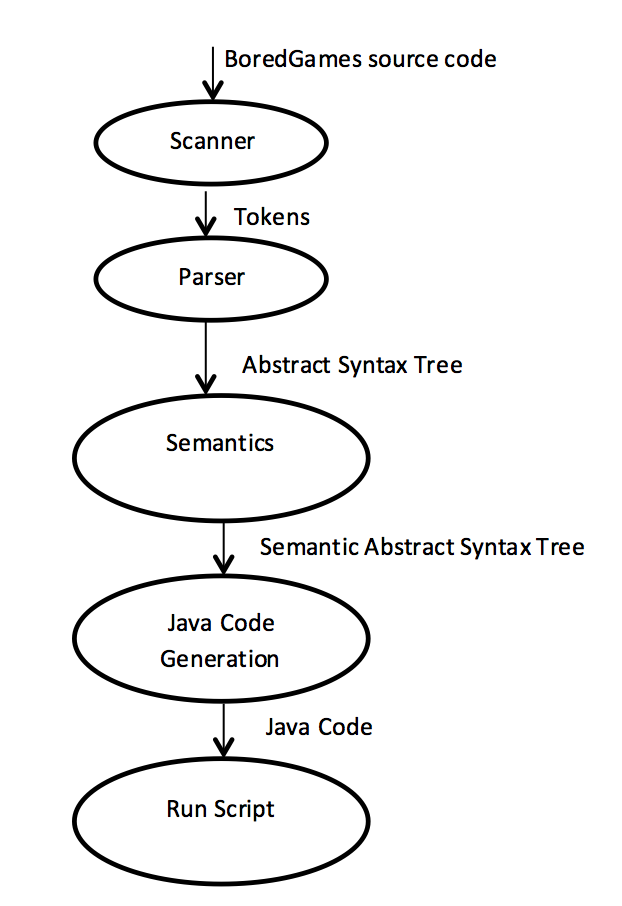 BoredGames source code
Scanner
Tokens
Parser
Abstract Syntax Tree
Semantics
Semantic Abstract Syntax Tree
Java Code
Generation
Java Code
Run Script